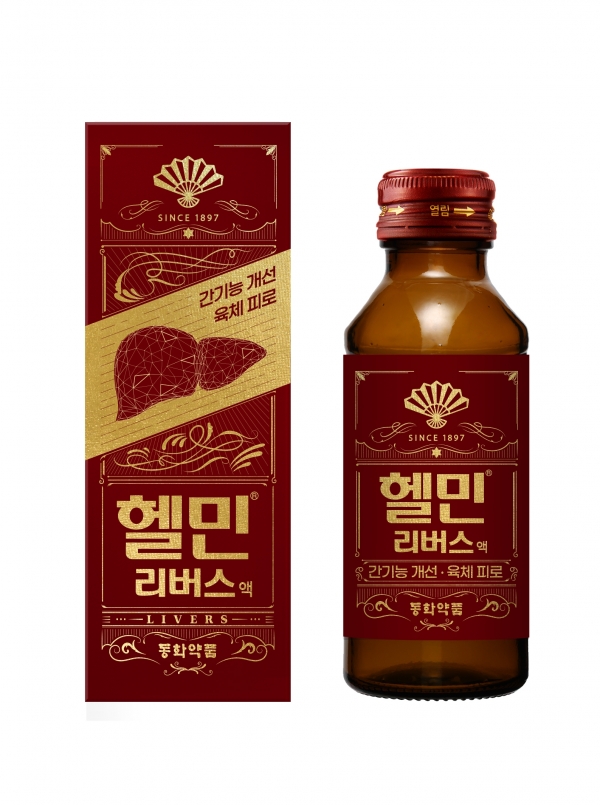 SINCE 1897
간기능 개선
육체 피로
헬민®
리버스액
LIVERS
동화약품
열림
SINCE 1897
헬민®
리버스액
간기능 개선·육체 피로
동화약품